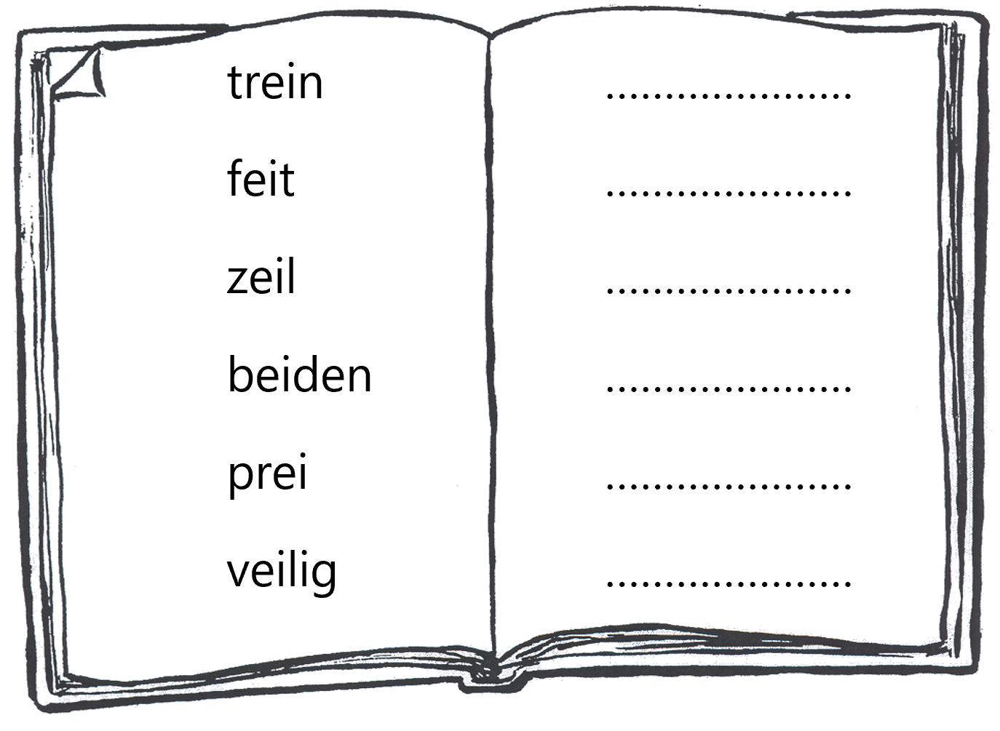 trein .....................
feit .....................
zeil .....................
beiden .....................
prei .....................
veilig .....................